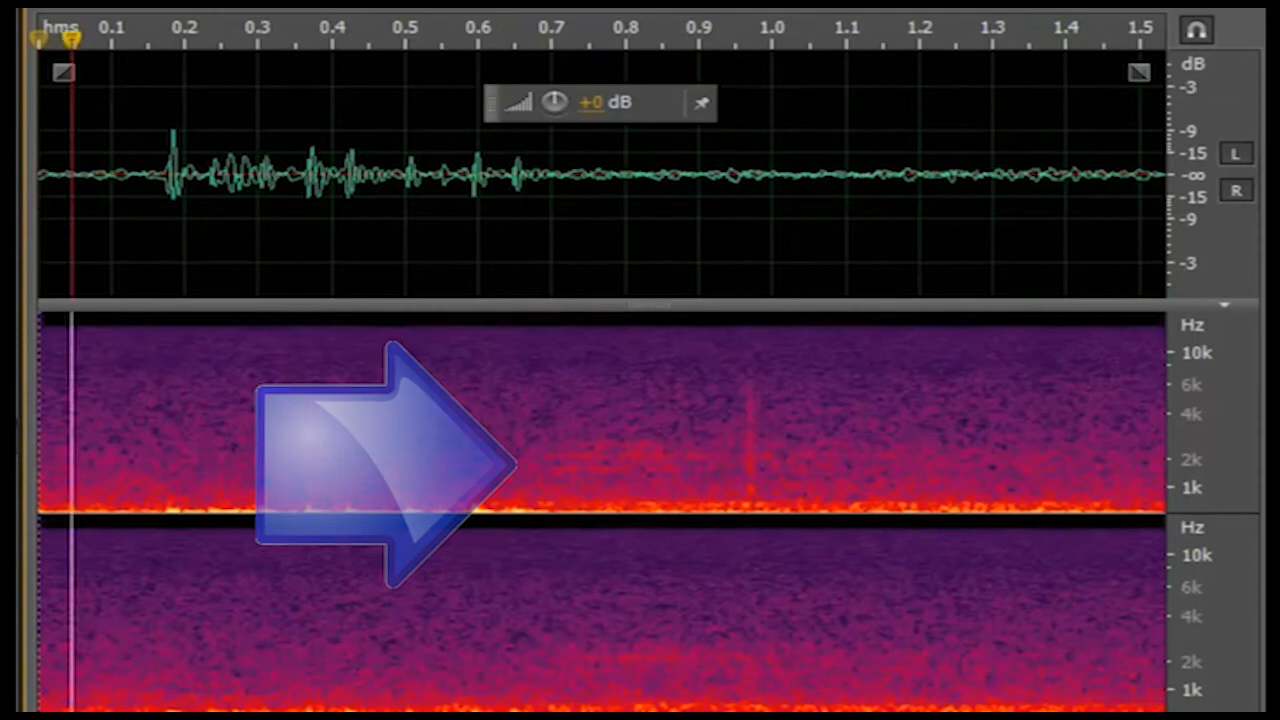 hms 0.1 0.2 0.3 0.4 0.5 0.6 0.7 0.8 0.9 1.0 1.1 1.2 1.3 1.4 1.5
dB
-3
+0 dB
-9
-15
L
-∞
R
-15
-9
-3
Hz
10k
6k
4k
2k
1k
Hz
10k
6k
4k
2k
1k